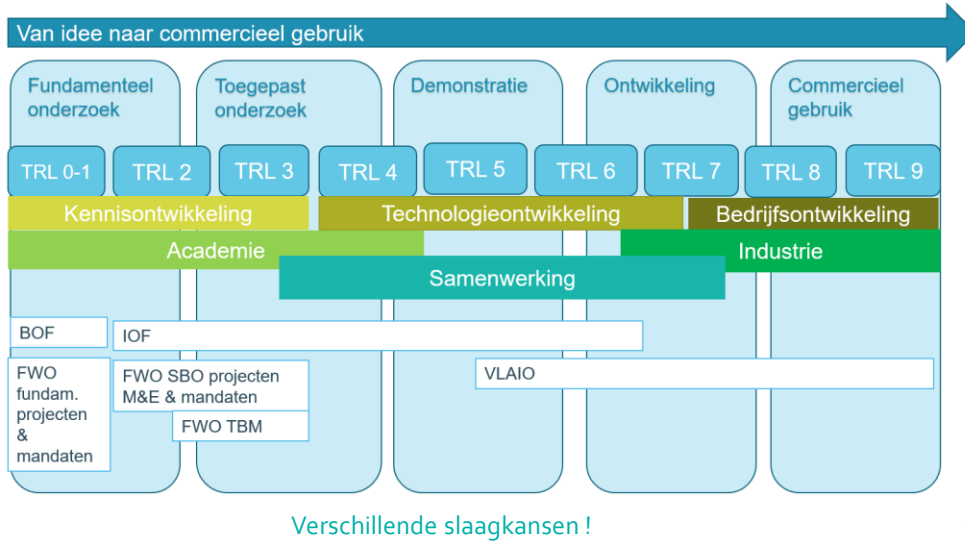 Van idee naar commercieel gebruik
Fundamenteel
onderzoek
Toegepast
onderzoek
Demonstratie
Ontwikkeling
Commercieel
gebruik
TRL 0-1
TRL 2
TRL 3
TRL 4
TRL 5
TRL 6
TRL 7
TRL 8
TRL 9
Kennisontwikkeling
Technologieontwikkeling
Bedrijfsontwikkeling
Academie
Industrie
Samenwerking
BOF
IOF
FWO
fundam.
projecten
&
mandaten
FWO SBO projecten
M&E & mandaten
FWO TBM
VLAIO
Verschillende slaagkansen !